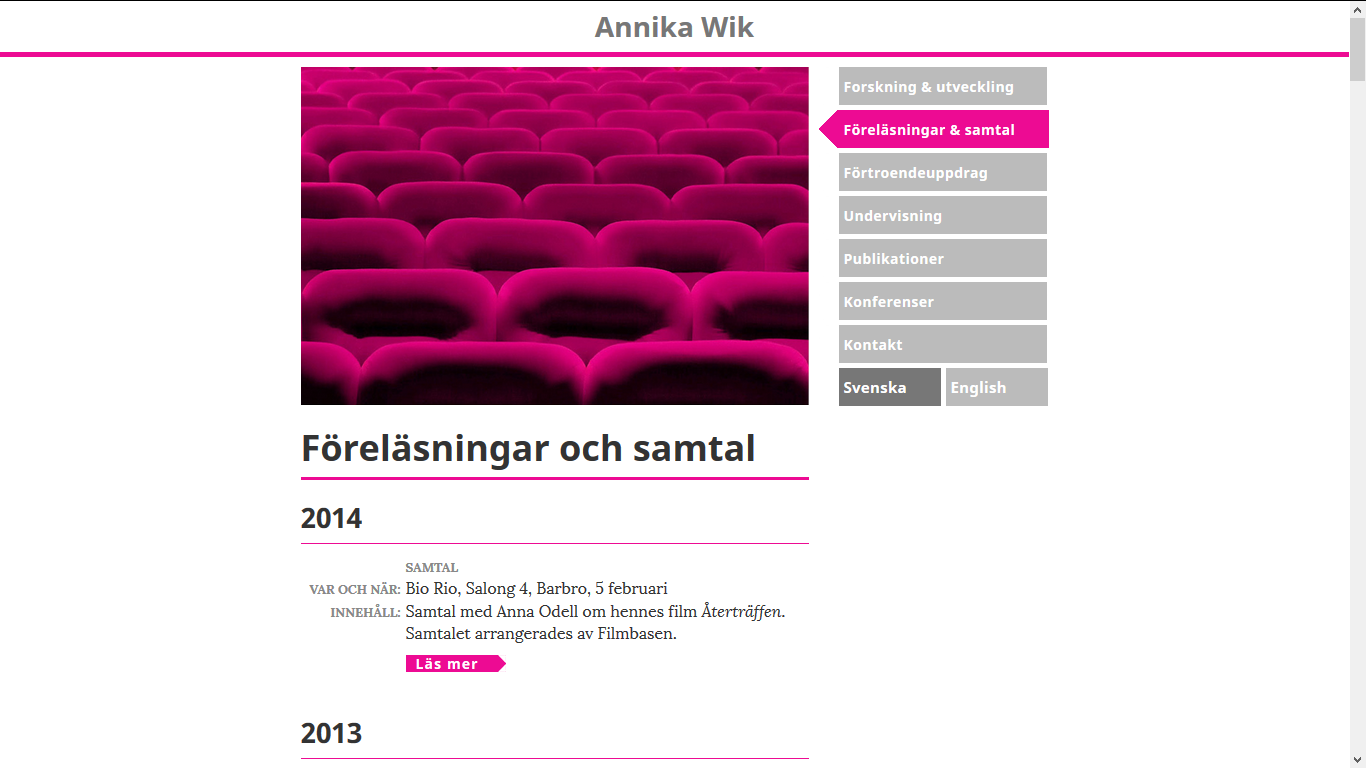 Annika Wik
Forskning & utveckling
Föreläsningar & samtal
Förtroendeuppdrag
Undervisning
Publikationer
Konferenser
Kontakt
Svenska English
Föreläsningar och samtal
2014
SAMTAL
VAR OCH NÄR: Bio Rio, Salong 4, Barbro, 5 februari
INNEHÅLL: Samtal med Anna Odell om hennes film Återträffen.
Samtalet arrangerades av Filmbasen.
Läs mer
2013